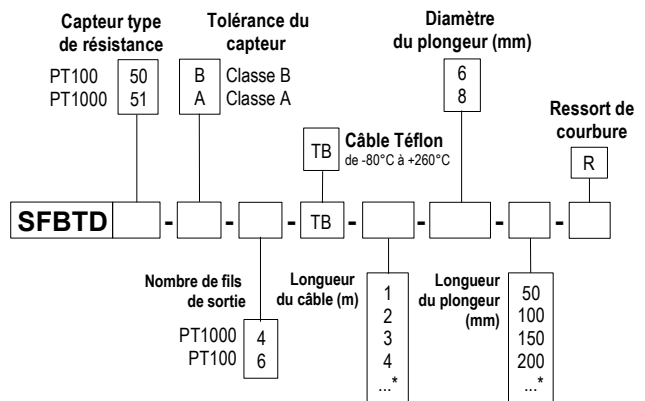 Capteur type
de résistance
PT100 50
PT1000 51
Tolérance du
capteur
B Classe B
A Classe A
Diamètre
du plongeur (mm)
6
8
TB Câble Téflon
de -80°C à +260°C
Ressort de
courbure
R
SFBTD - - - TB - - - -
Nombre de fils
de sortie
PT1000 4
PT100 6
Longueur
du câble (m)
1
2
3
4
...*
Longueur
du plongeur
(mm)
50
100
150
200
...*